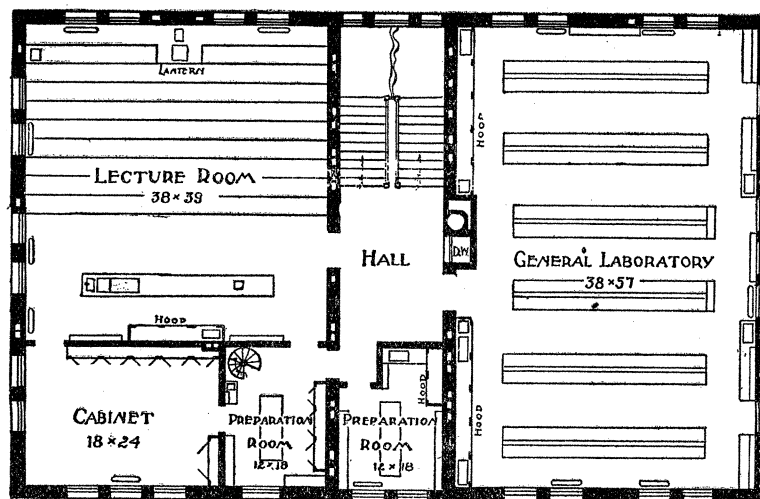 LANTERN
LECTURE ROOM
38×39
HOOD
HALL
D.W.
GENERAL LABORATORY
38×57
HOOD
CABINET
18×24
PREPARATION
ROOM
12×18
PREPARATION
ROOM
12×18
HOOD
HOOD